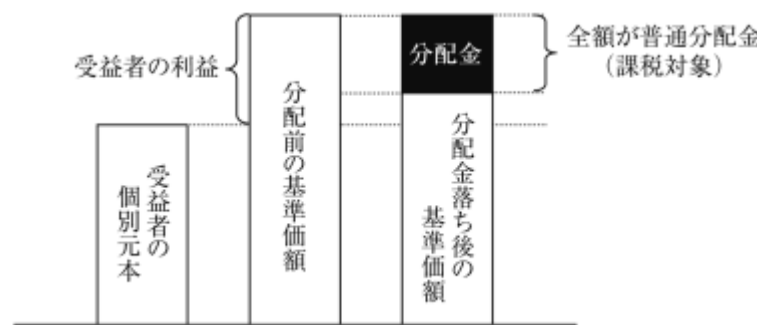 受益者の利益
受益者の
個別元本
分配前の基準価額
分配金
分配金落ち後の
基準価額
全額が普通分配金
（課税対象）